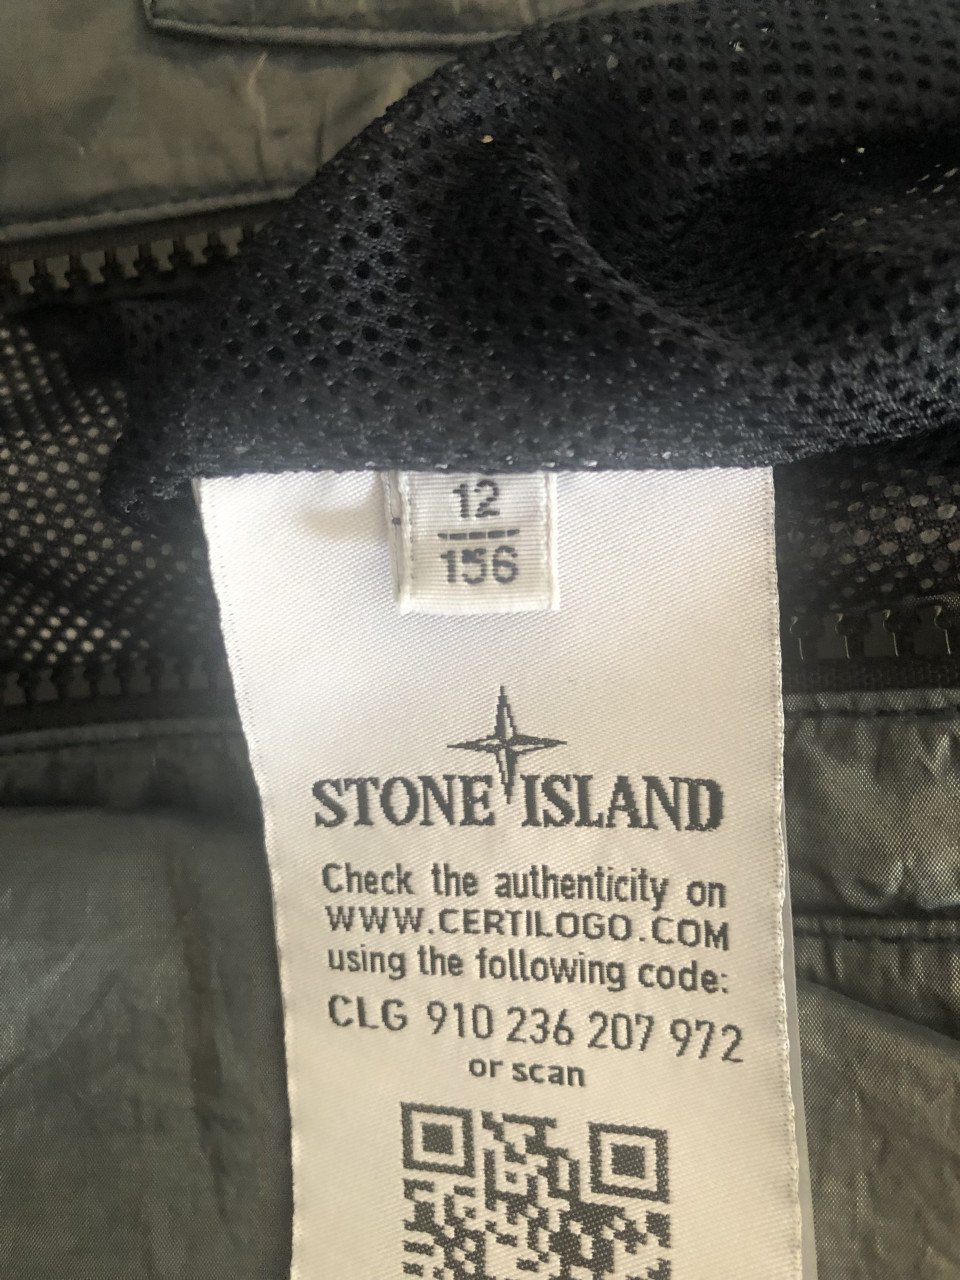 12
156
STONE ISLAND
Check the authenticity on
WWW.CERTILOGO.COM
using the following code:
CLG 910 236 207 972
or scan